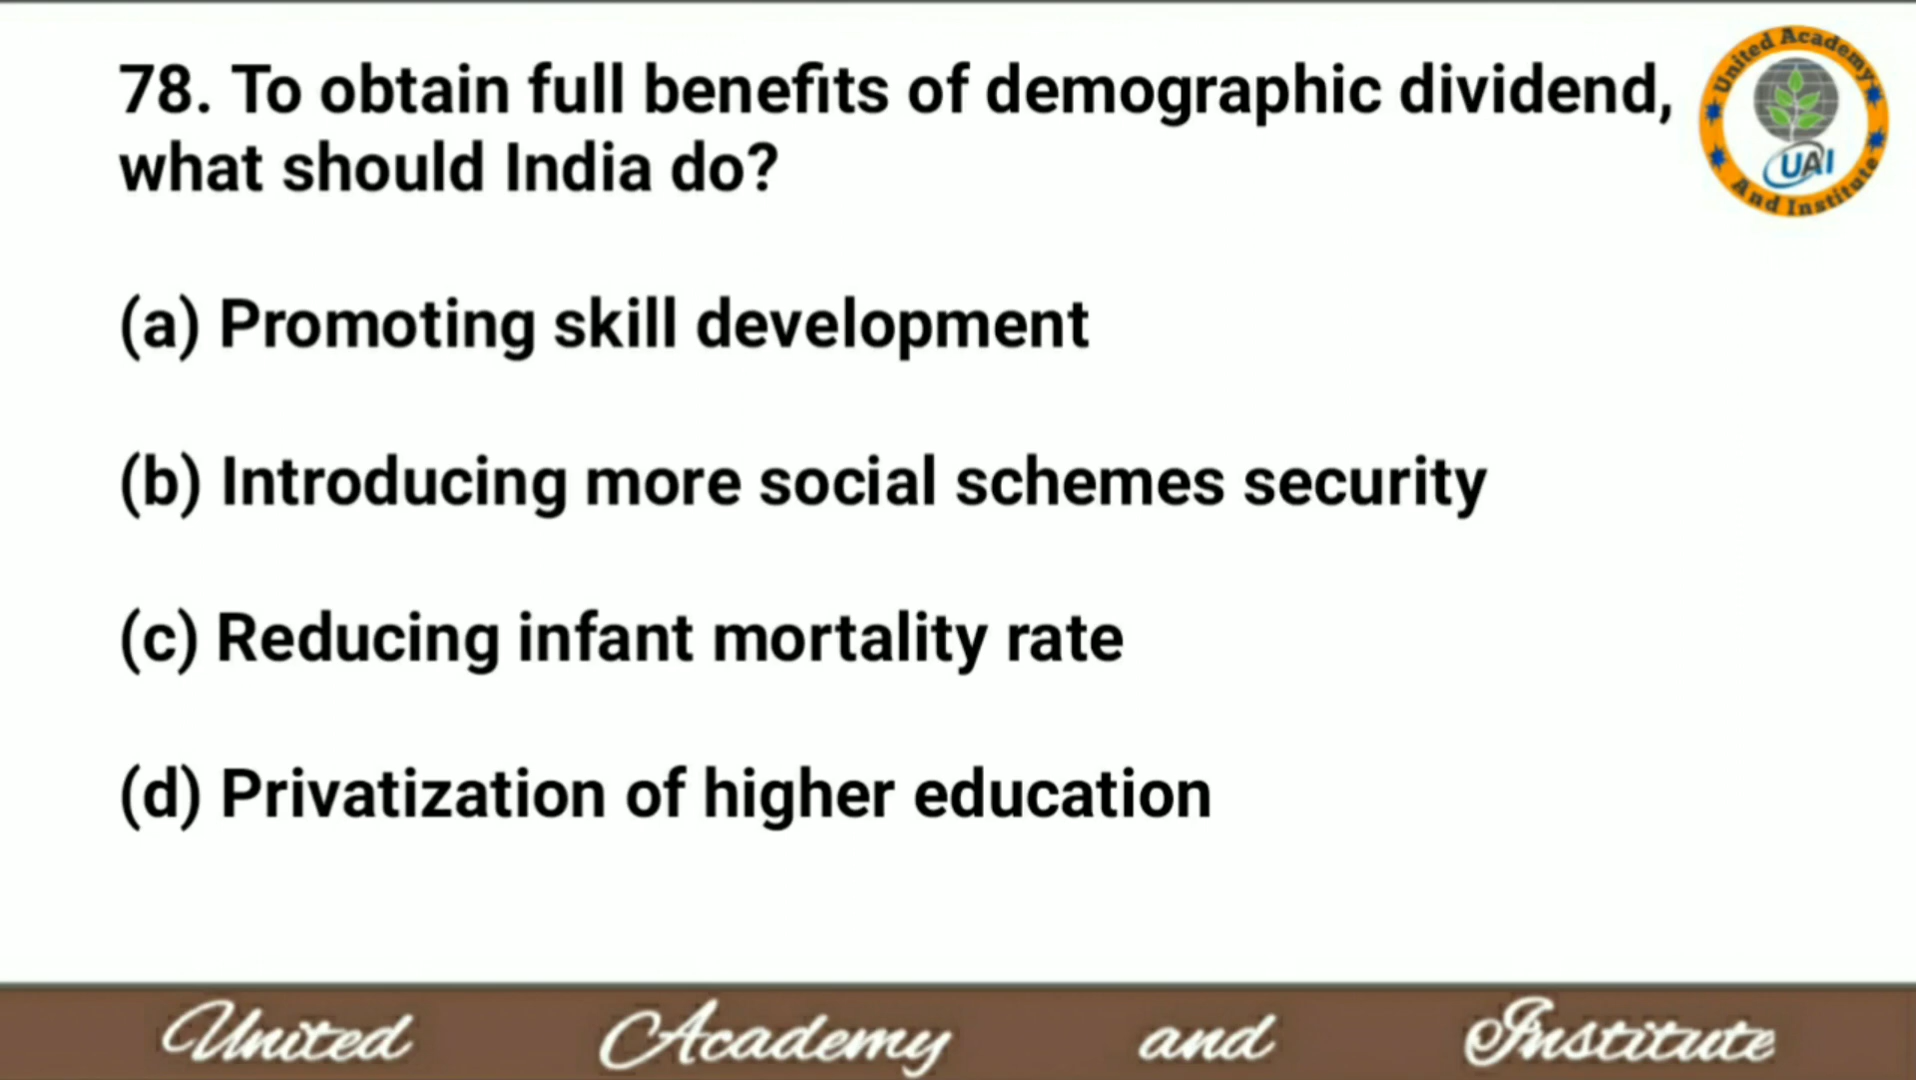 78. To obtain full benefits of demographic dividend,
what should India do?
(a) Promoting skill development
(b) Introducing more social schemes security
(c) Reducing infant mortality rate
(d) Privatization of higher education
United Academy
UAI
And Institute
United Academy and Institute